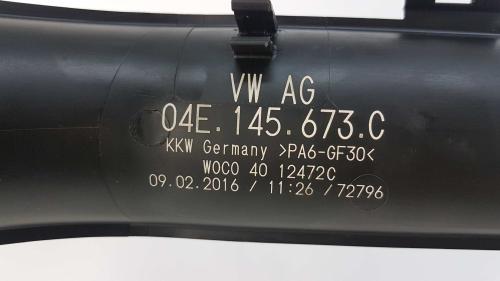 VW AG
04E.145.673.C
KKW Germany >PA6-GF30<
WOCO 40 12472C
09.02.2016 / 11:26 /72796